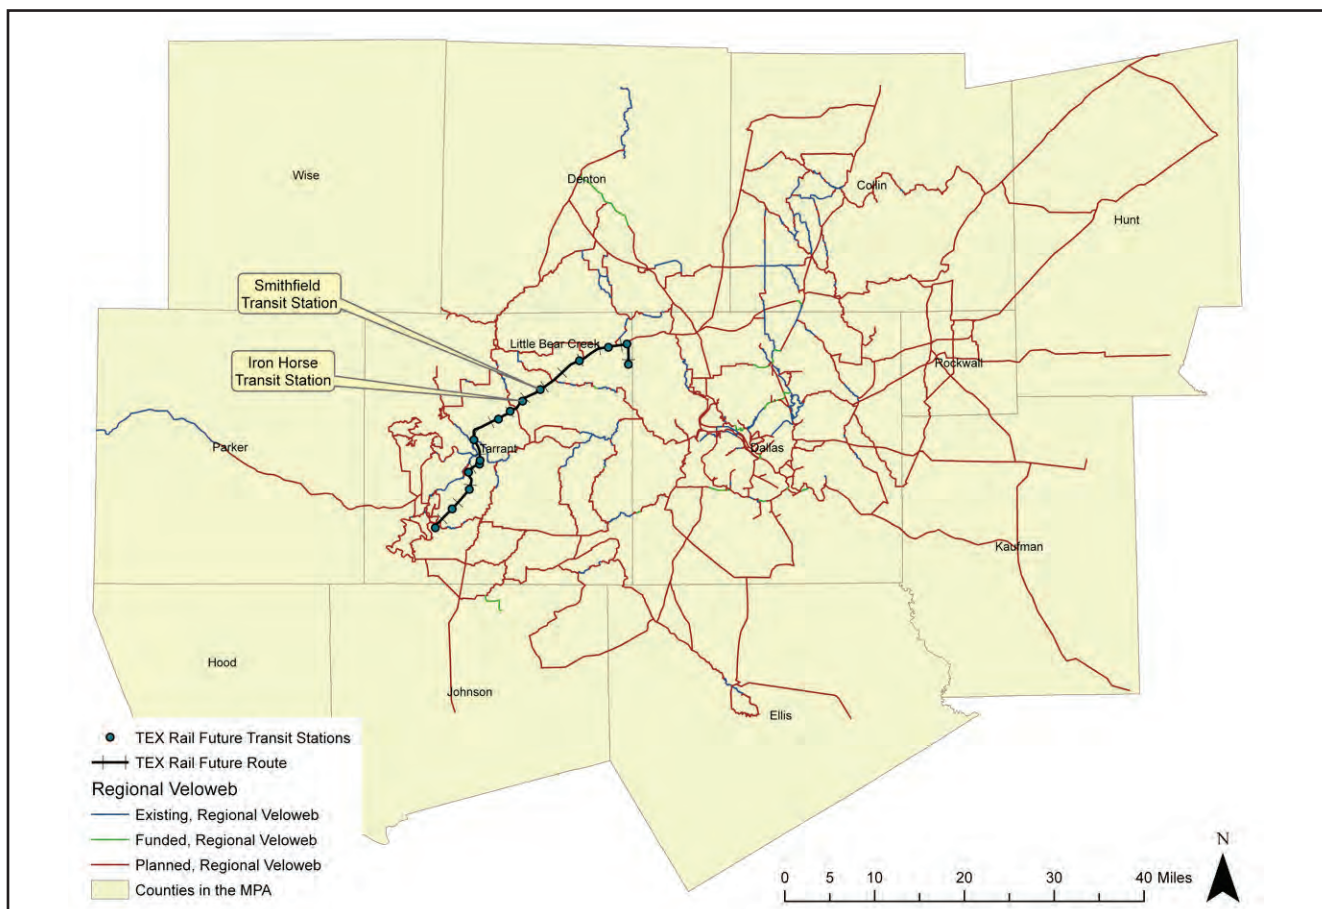 Wise
Denton
Collin
Hunt
Smithfield
Transit Station
Little Bear Creek
Iron Horse
Transit Station
Rockwall
Parker
Tarrant
Dallas
Kaufman
Hood
Johnson
Ellis
TEX Rail Future Transit Stations
TEX Rail Future Route
Regional Veloweb
Existing, Regional Veloweb
Funded, Regional Veloweb
Planned, Regional Veloweb
Counties in the MPA
N
0 5 10 20 30 40 Miles